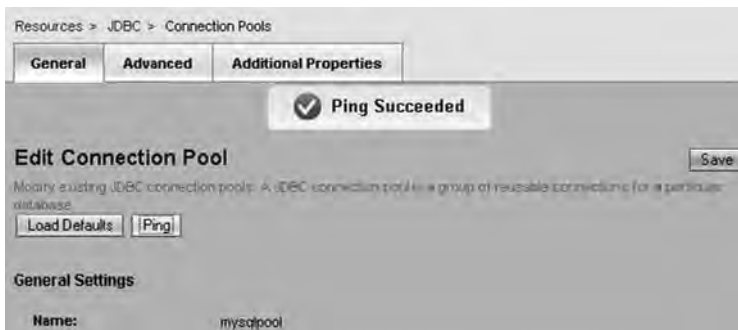 Resources > JDBC > Connection Pools
General Advanced Additional Properties
Ping Succeeded
Edit Connection Pool
Save
Modify existing JDBC connection pools. A JDBC connection pool is a group of reusable connections for a particular
database.
Load Defaults Ping
General Settings
Name: mysqlpool